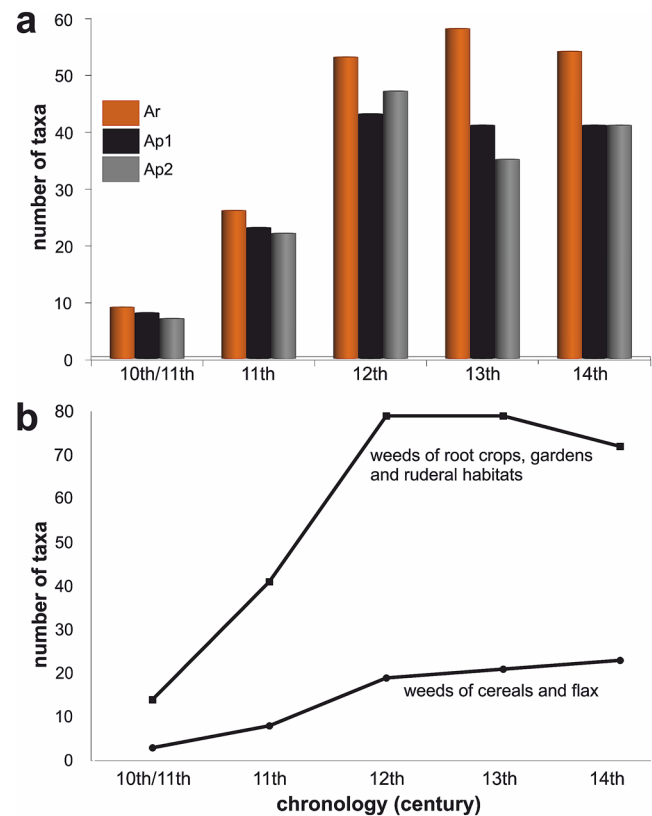 a
number of taxa
60
50
40
30
20
10
0
Ar
Ap1
Ap2
10th/11th 11th 12th 13th 14th
b
number of taxa
80
70
60
50
40
30
20
10
0
weeds of root crops, gardens
and ruderal habitats
weeds of cereals and flax
10th/11th 11th 12th 13th 14th
chronology (century)